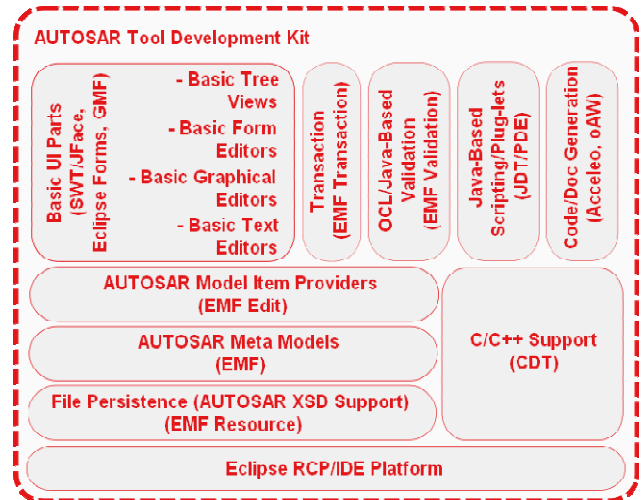 AUTOSAR Tool Development Kit
Basic UI Parts
(SWT/JFace,
Eclipse Forms, GMF)
- Basic Tree
Views
- Basic Form
Editors
- Basic Graphical
Editors
- Basic Text
Editors
Transaction
(EMF Transaction)
OCL/Java-Based
Validation
(EMF Validation)
Java-Based
Scripting/Plug-lets
(JDT/PDE)
Code/Doc Generation
(Acceleo, oAW)
AUTOSAR Model Item Providers
(EMF Edit)
AUTOSAR Meta Models
(EMF)
File Persistence (AUTOSAR XSD Support)
(EMF Resource)
C/C++ Support
(CDT)
Eclipse RCP/IDE Platform